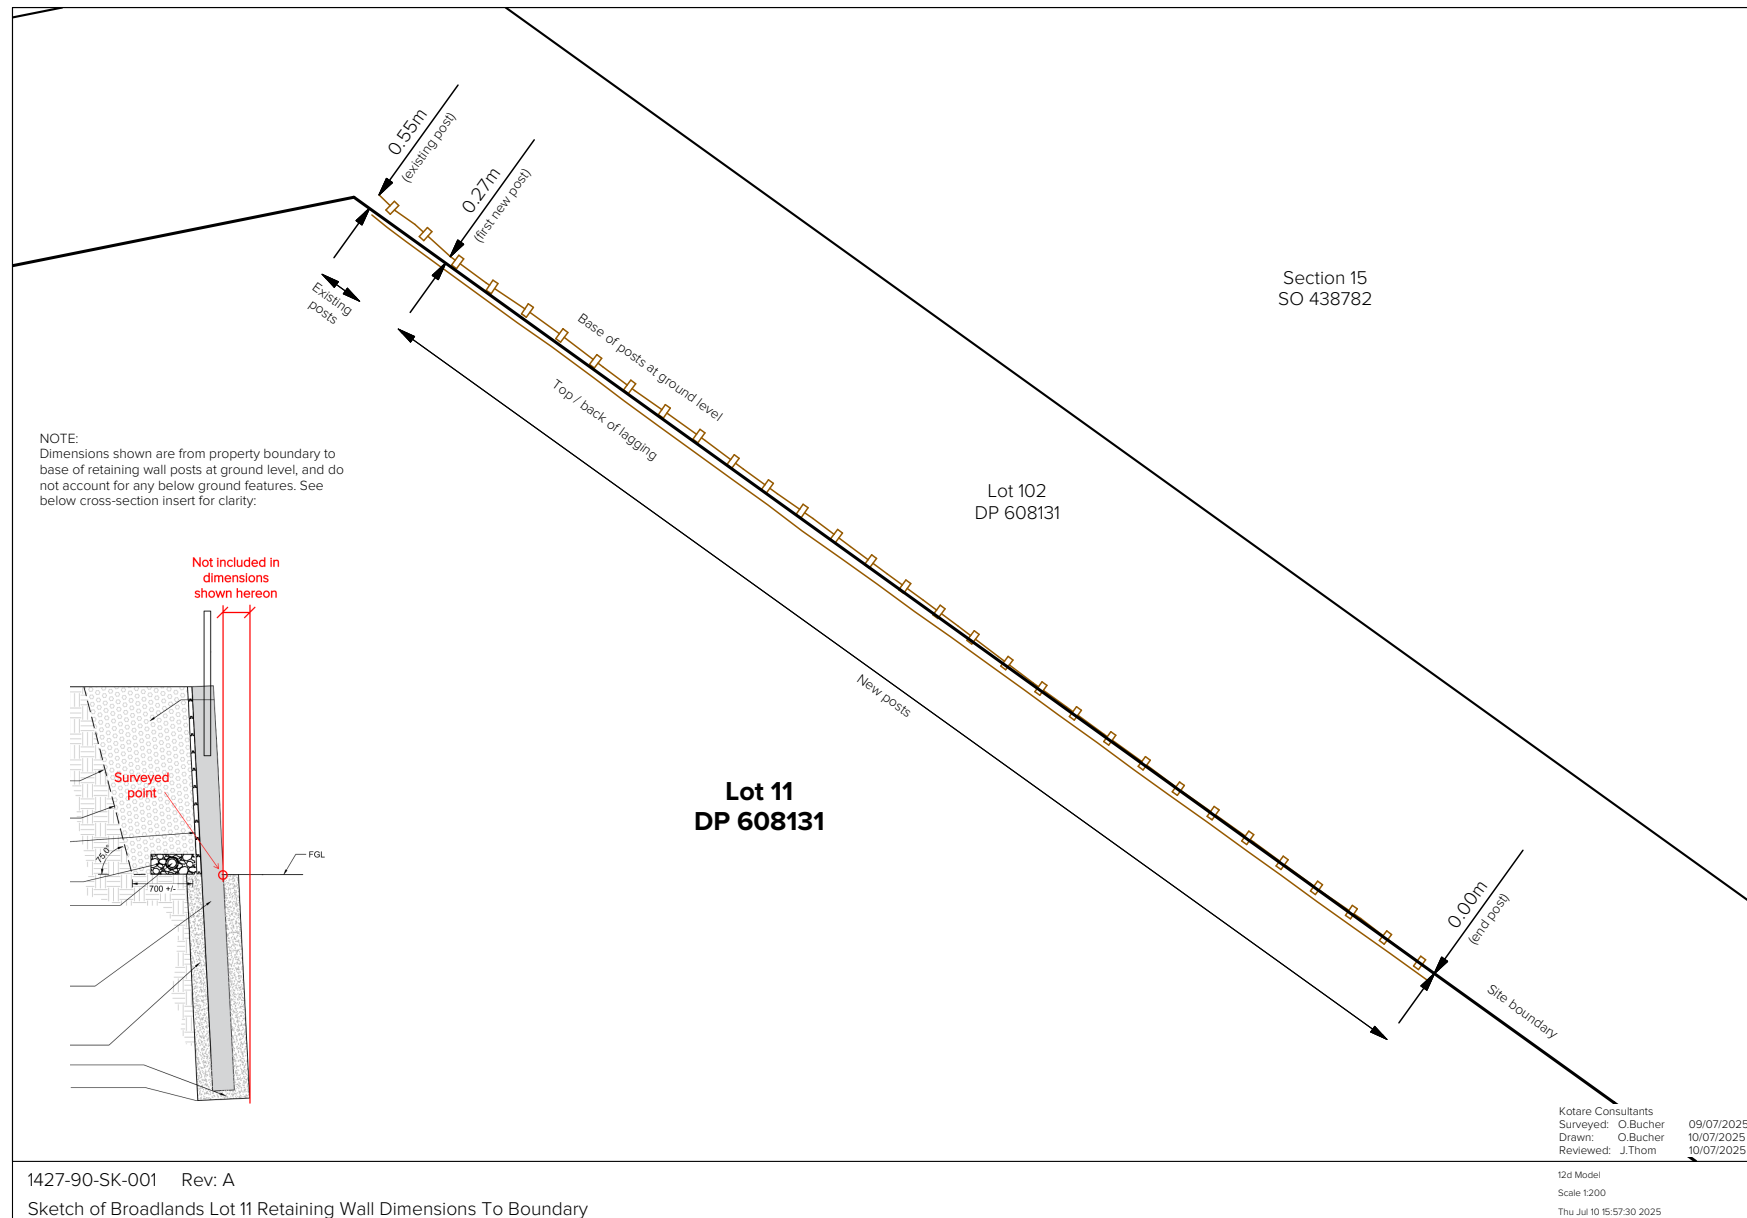 0.55m
(existing post)
0.27m
(first new post)
Existing
posts
Base of posts at ground level
Top / back of lagging
Section 15
SO 438782
Lot 102
DP 608131
NOTE:
Dimensions shown are from property boundary to
base of retaining wall posts at ground level, and do
not account for any below ground features. See
below cross-section insert for clarity:
Not included in
dimensions
shown hereon
Surveyed
point
75.0°
700 +/-
FGL
New posts
Lot 11
DP 608131
0.00m
(end post)
Site boundary
Kotare Consultants
Surveyed: O.Bucher 09/07/2025
Drawn: O.Bucher 10/07/2025
Reviewed: J.Thom 10/07/2025
1427-90-SK-001 Rev: A
Sketch of Broadlands Lot 11 Retaining Wall Dimensions To Boundary
12d Model
Scale 1:200
Thu Jul 10 15:57:30 2025